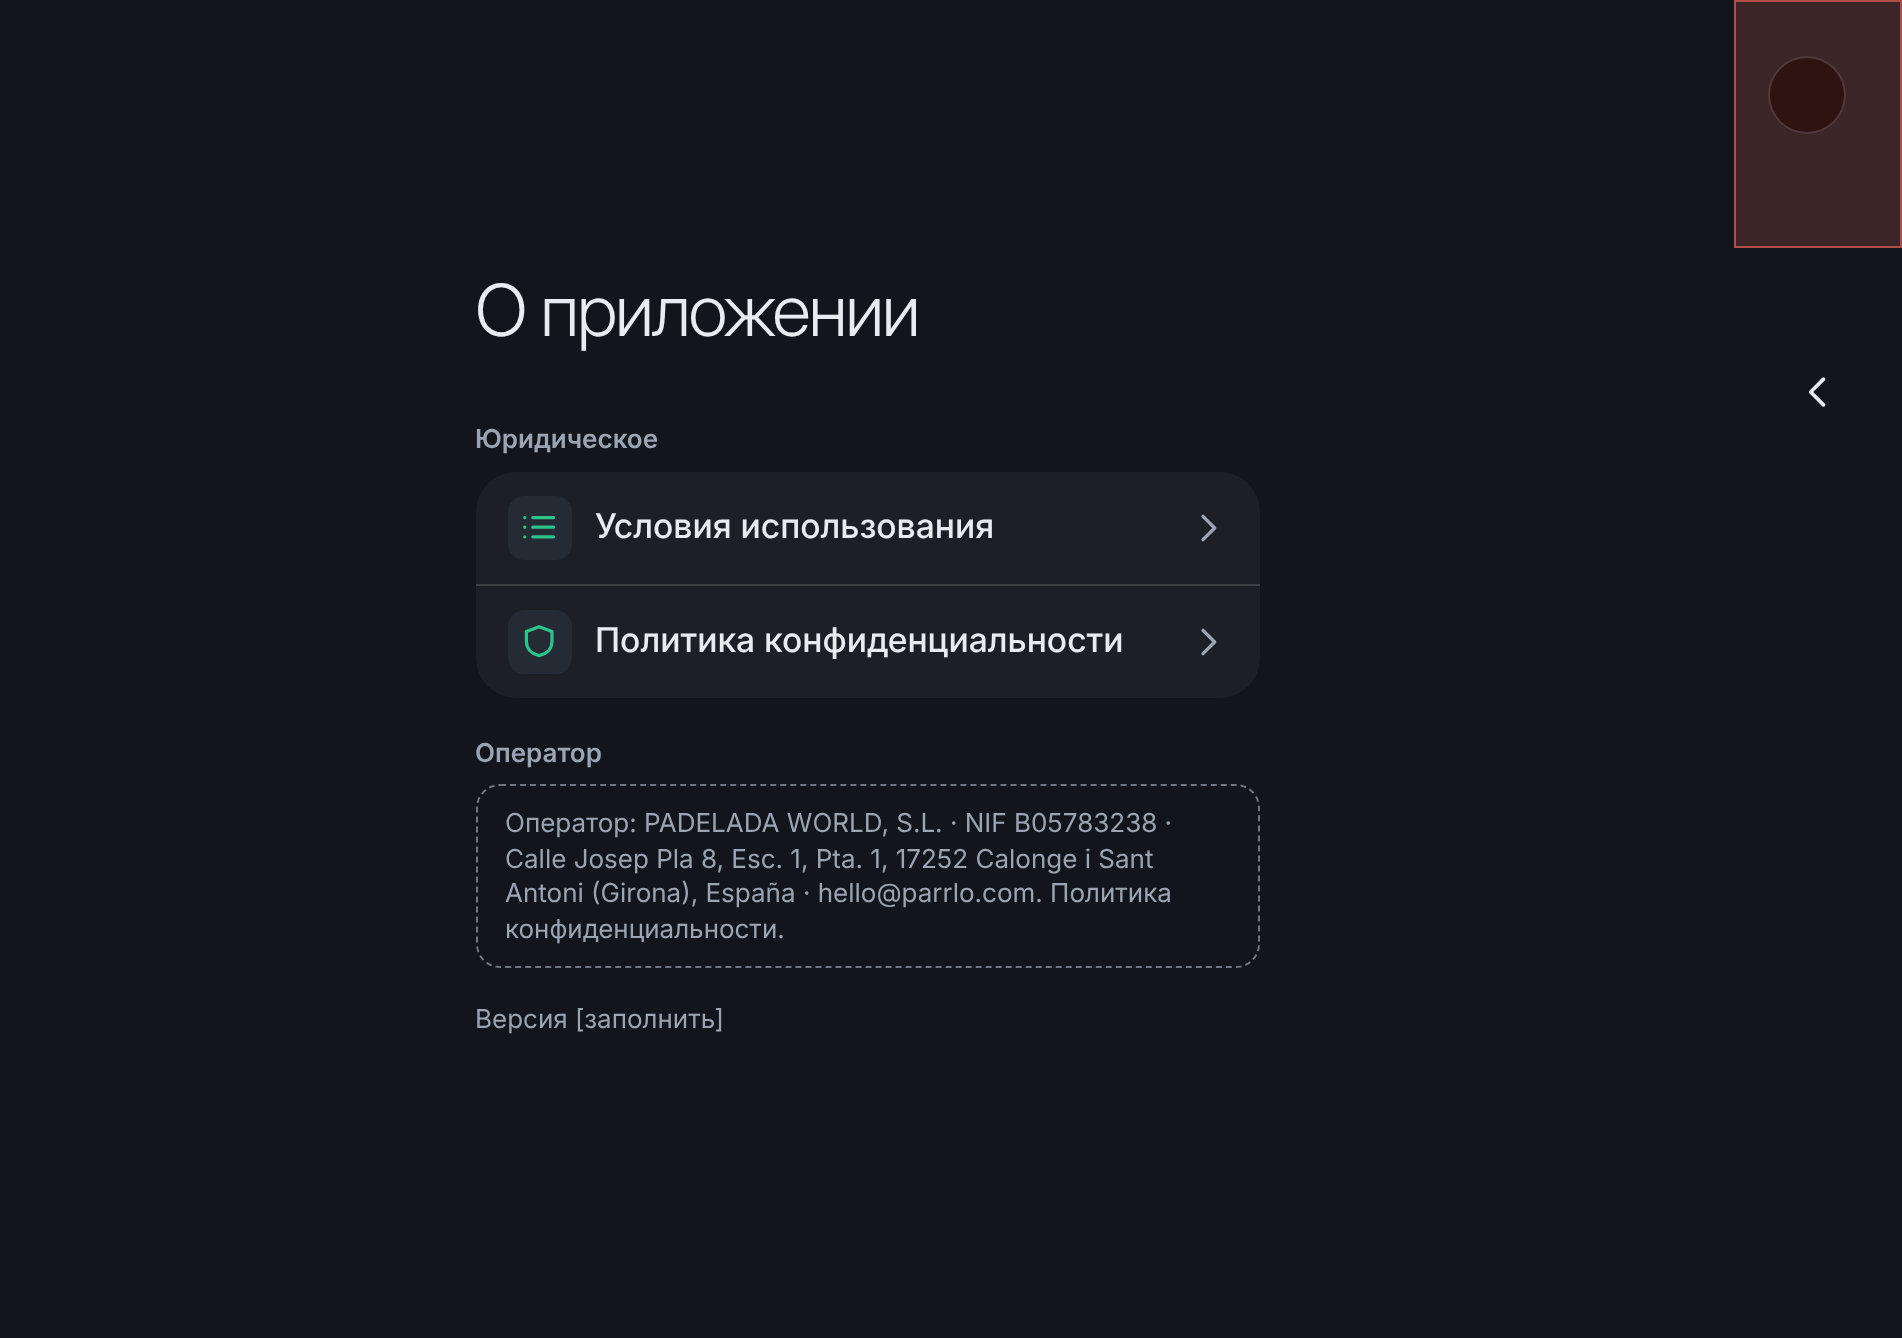 О приложении
Юридическое
Условия использования
Политика конфиденциальности
Оператор
Оператор: PADELADA WORLD, S.L. · NIF B05783238 ·
Calle Josep Pla 8, Esc. 1, Pta. 1, 17252 Calonge i Sant
Antoni (Girona), España · hello@parrlo.com. Политика
конфиденциальности.
Версия [заполнить]